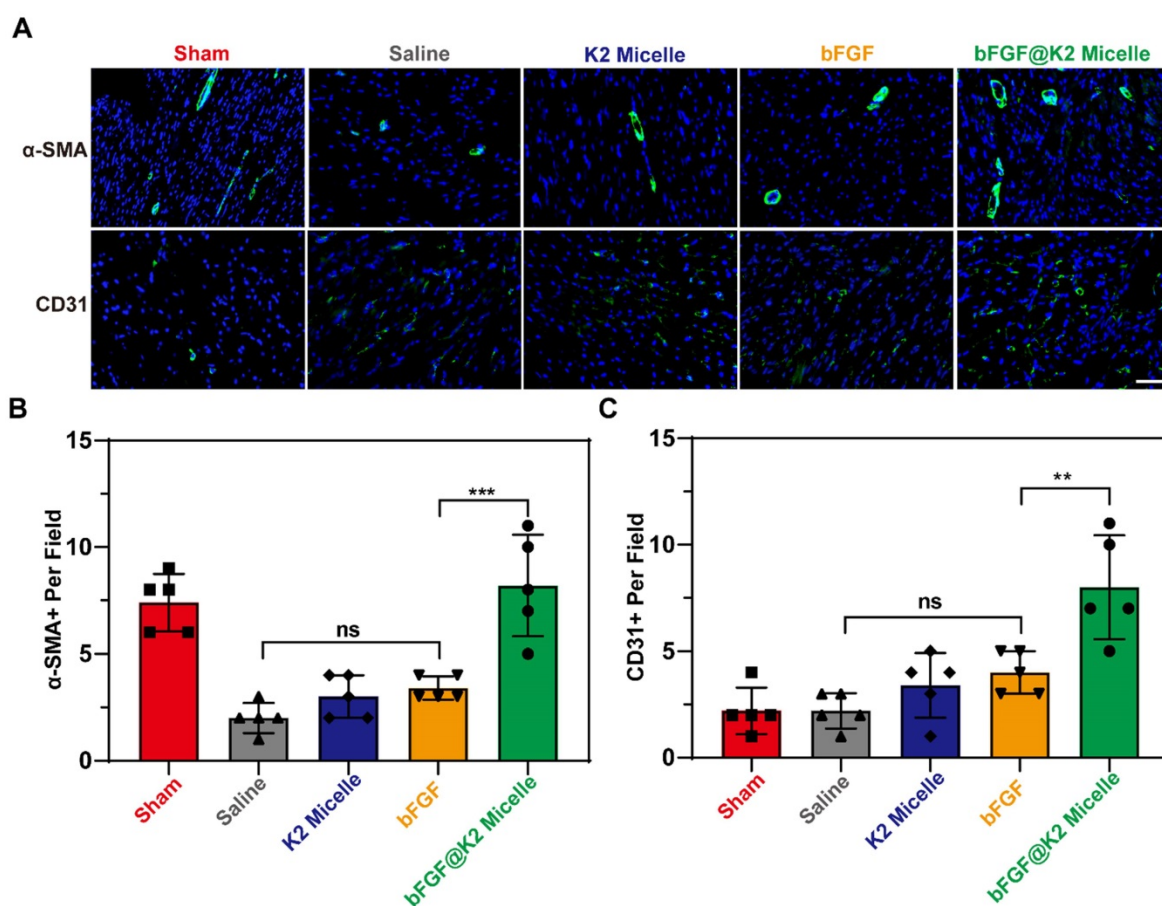 A
Sham Saline K2 Micelle bFGF bFGF@K2 Micelle
α-SMA
CD31
B
C
15
10
5
0
α-SMA+ Per Field
ns
***
Sham
Saline
K2 Micelle
bFGF
bFGF@K2 Micelle
15
10
5
0
CD31+ Per Field
ns
**
Sham
Saline
K2 Micelle
bFGF
bFGF@K2 Micelle